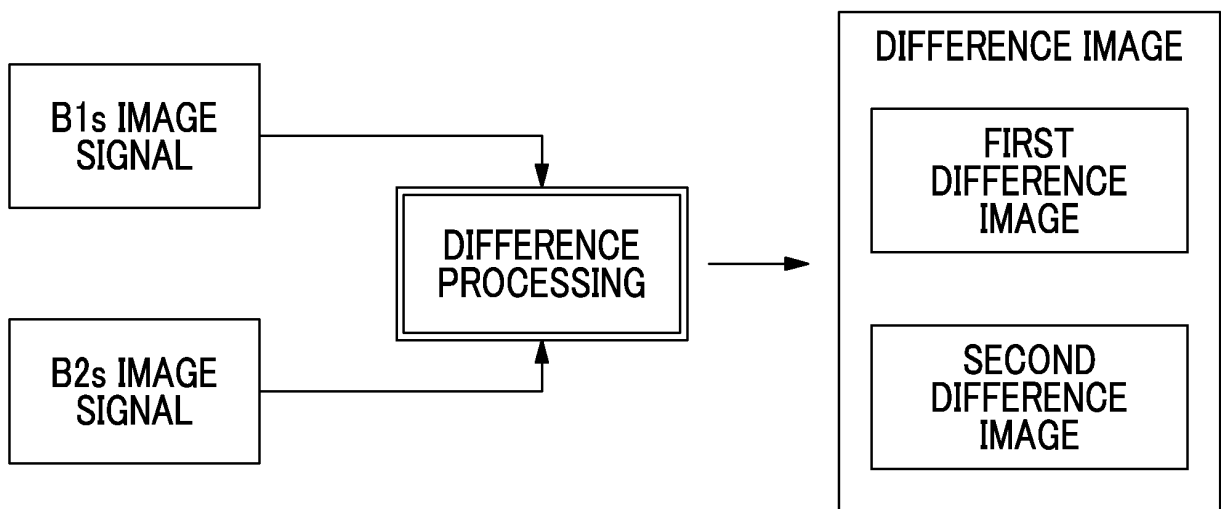 B1s IMAGE
SIGNAL
B2s IMAGE
SIGNAL
DIFFERENCE
PROCESSING
DIFFERENCE IMAGE
FIRST
DIFFERENCE
IMAGE
SECOND
DIFFERENCE
IMAGE